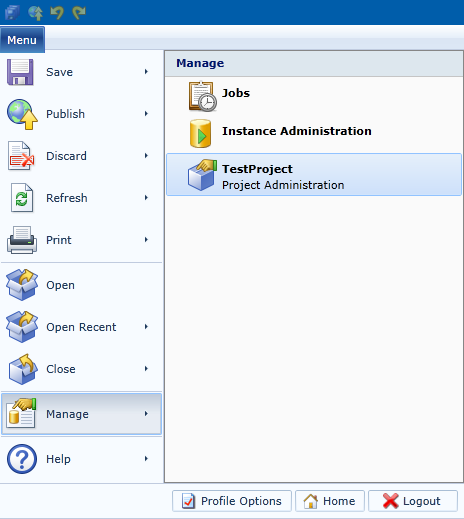 Menu
Save
Publish
Discard
Refresh
Print
Open
Open Recent
Close
Manage
Help
Manage
Jobs
Instance Administration
TestProject
Project Administration
Profile Options
Home
Logout